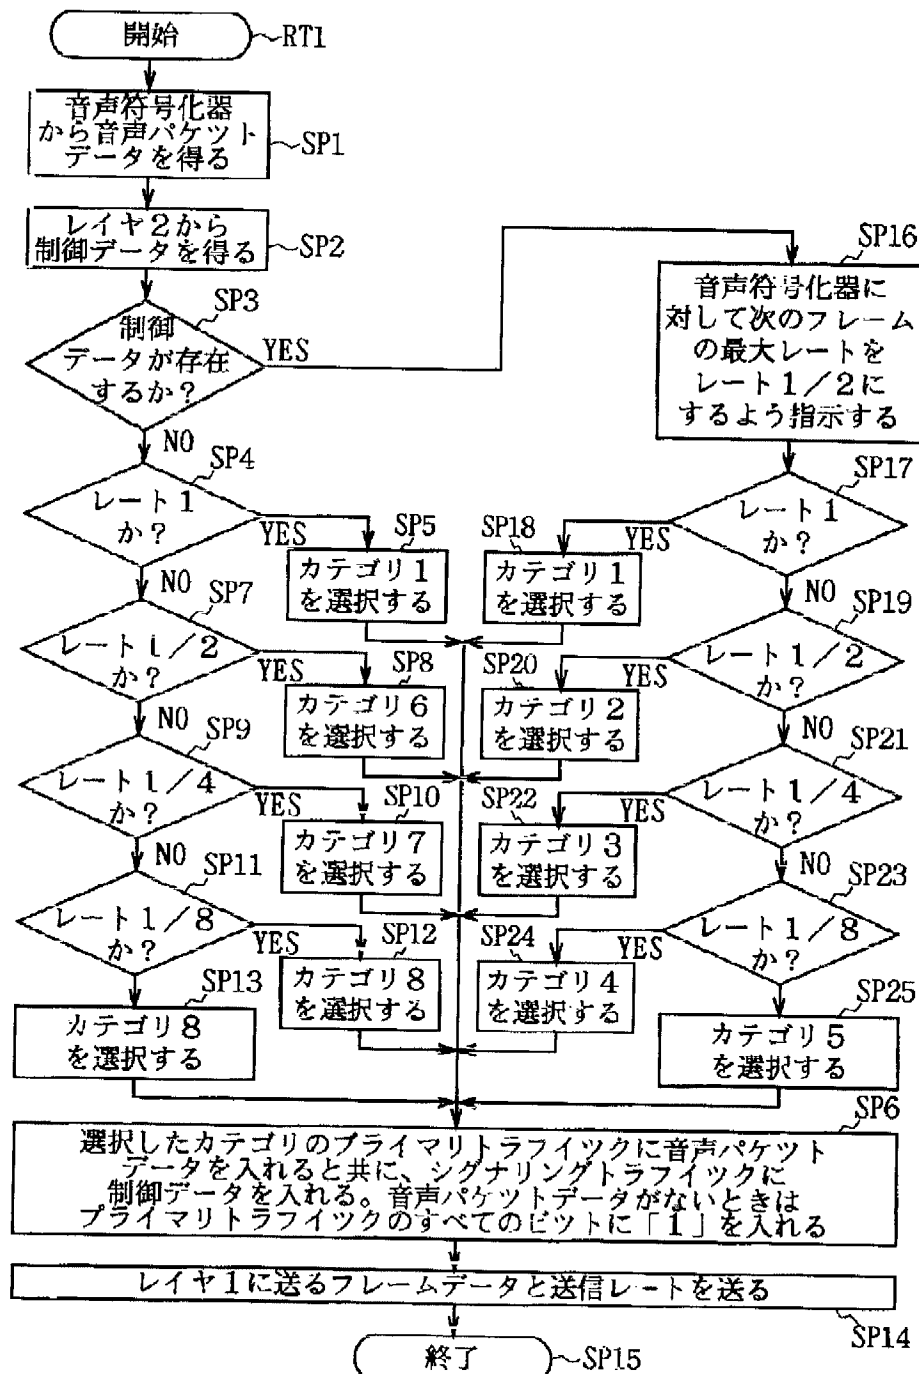 開始
RT1
音声符号化器
から音声パケット
データを得る
SP1
レイヤ2から
制御データを得る
SP2
SP3
制御
データが存在
するか?
YES
NO
SP16
音声符号化器に
対して次のフレーム
の最大レートを
レート1/2に
するよう指示する
SP4
レート1
か?
YES
NO
SP5
カテゴリ1
を選択する
SP17
レート1
か?
YES
NO
SP18
カテゴリ1
を選択する
SP7
レート1/2
か?
YES
NO
SP8
カテゴリ6
を選択する
SP19
レート1/2
か?
YES
NO
SP20
カテゴリ2
を選択する
SP9
レート1/4
か?
YES
NO
SP10
カテゴリ7
を選択する
SP21
レート1/4
か?
YES
NO
SP22
カテゴリ3
を選択する
SP11
レート1/8
か?
YES
SP12
カテゴリ8
を選択する
SP23
レート1/8
か?
YES
SP24
カテゴリ4
を選択する
SP13
カテゴリ8
を選択する
SP25
カテゴリ5
を選択する
SP6
選択したカテゴリのプライマリトラフイツクに音声パケット
データを入れると共に、シグナリングトラフイツクに
制御データを入れる。音声パケットデータがないときは
プライマリトラフイツクのすべてのビットに「1」を入れる
レイヤ1に送るフレームデータと送信レートを送る
SP14
終了
SP15